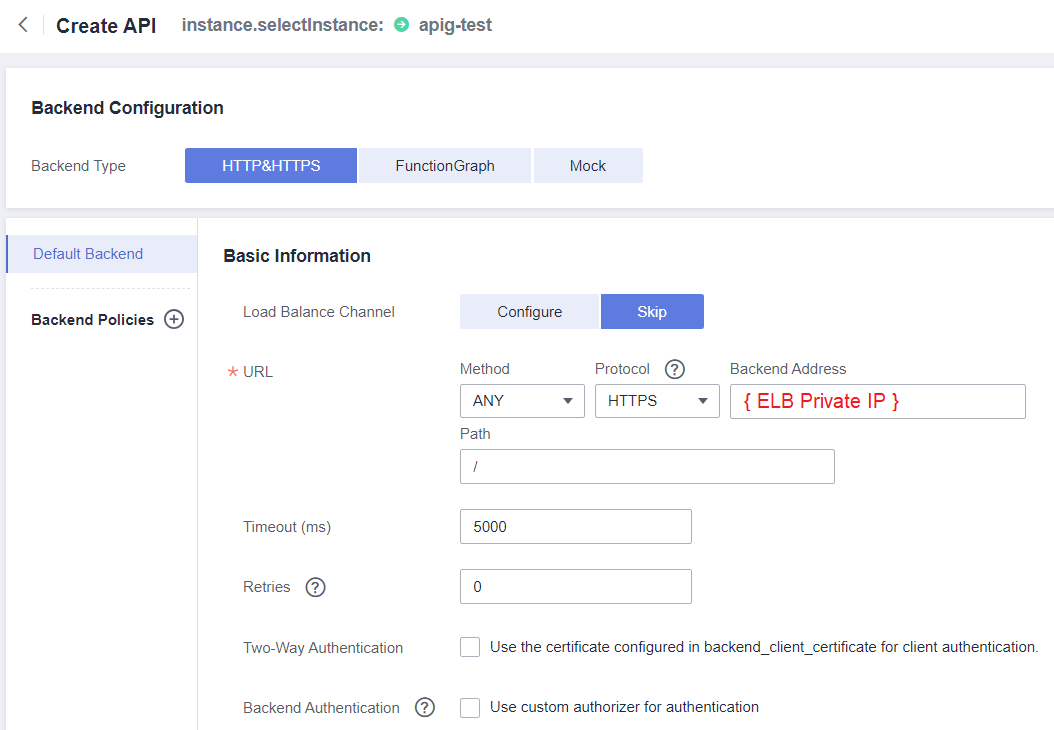 Create API instance.selectInstance: apig-test
Backend Configuration
Backend Type HTTP&HTTPS FunctionGraph Mock
Default Backend
Backend Policies
Basic Information
Load Balance Channel Configure Skip
* URL
Method Protocol ? Backend Address
ANY HTTPS { ELB Private IP }
Path
/
Timeout (ms) 5000
Retries ? 0
Two-Way Authentication Use the certificate configured in backend_client_certificate for client authentication.
Backend Authentication ? Use custom authorizer for authentication